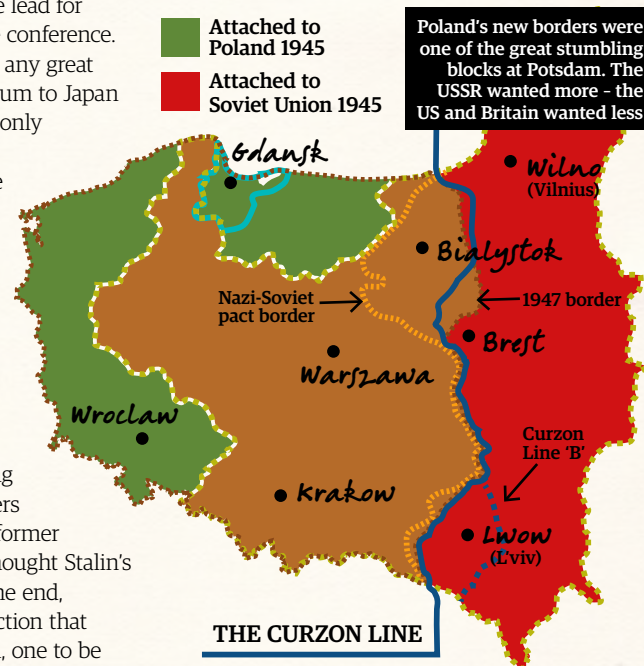 e lead for
e conference.
any great
um to Japan
only
e
g
ers
ormer
hought Stalin's
ne end,
ction that
, one to be
Attached to
Poland 1945
Attached to
Soviet Union 1945
Poland's new borders were
one of the great stumbling
blocks at Potsdam. The
USSR wanted more - the
US and Britain wanted less
Gdansk
Wilno
(Vilnius)
Bialystok
Nazi-Soviet
pact border
1947 border
Brest
Warszawa
Wroclaw
Curzon
Line 'B'
Krakow
Lwow
(L'viv)
THE CURZON LINE